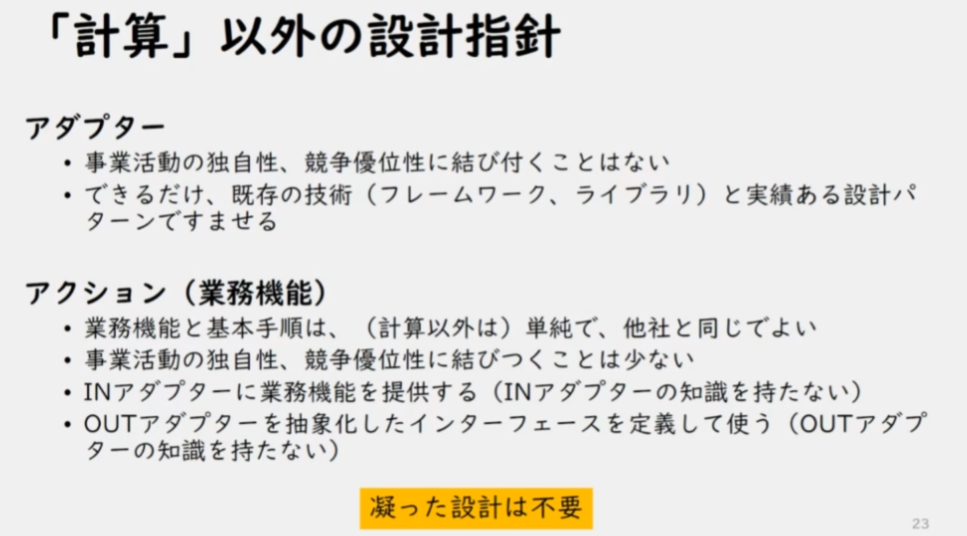 「計算」以外の設計指針
アダプター
• 事業活動の独自性、競争優位性に結び付くことはない
• できるだけ、既存の技術（フレームワーク、ライブラリ）と実績ある設計パ
ターンですませる
アクション（業務機能）
• 業務機能と基本手順は、（計算以外は）単純で、他社と同じでよい
• 事業活動の独自性、競争優位性に結びつくことは少ない
• INアダプターに業務機能を提供する（INアダプターの知識を持たない）
• OUTアダプターを抽象化したインターフェースを定義して使う（OUTアダプ
ターの知識を持たない）
凝った設計は不要
23